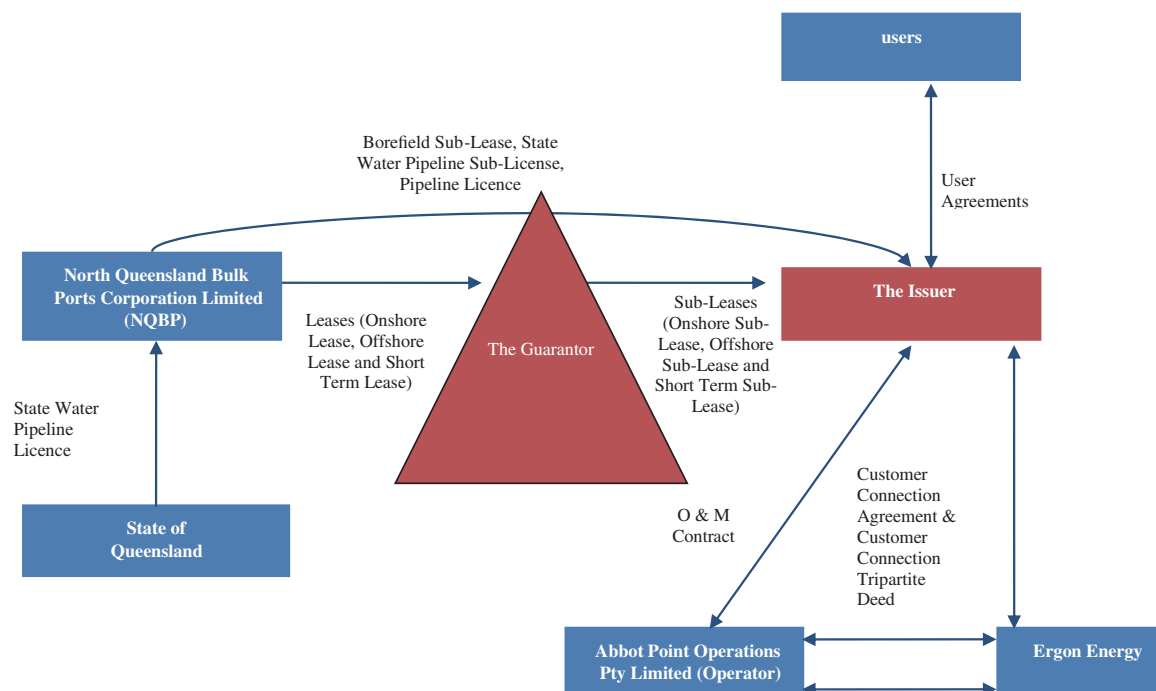 users
Borefield Sub-Lease, State
Water Pipeline Sub-License,
Pipeline Licence
User
Agreements
North Queensland Bulk
Ports Corporation Limited
(NQBP)
The Issuer
Leases (Onshore
Lease, Offshore
Lease and Short
Term Lease)
The Guarantor
Sub-Leases
(Onshore Sub-
Lease, Offshore
Sub-Lease and
Short Term Sub-
Lease)
State Water
Pipeline
Licence
State of
Queensland
O & M
Contract
Customer
Connection
Agreement &
Customer
Connection
Tripartite
Deed
Abbot Point Operations
Pty Limited (Operator)
Ergon Energy